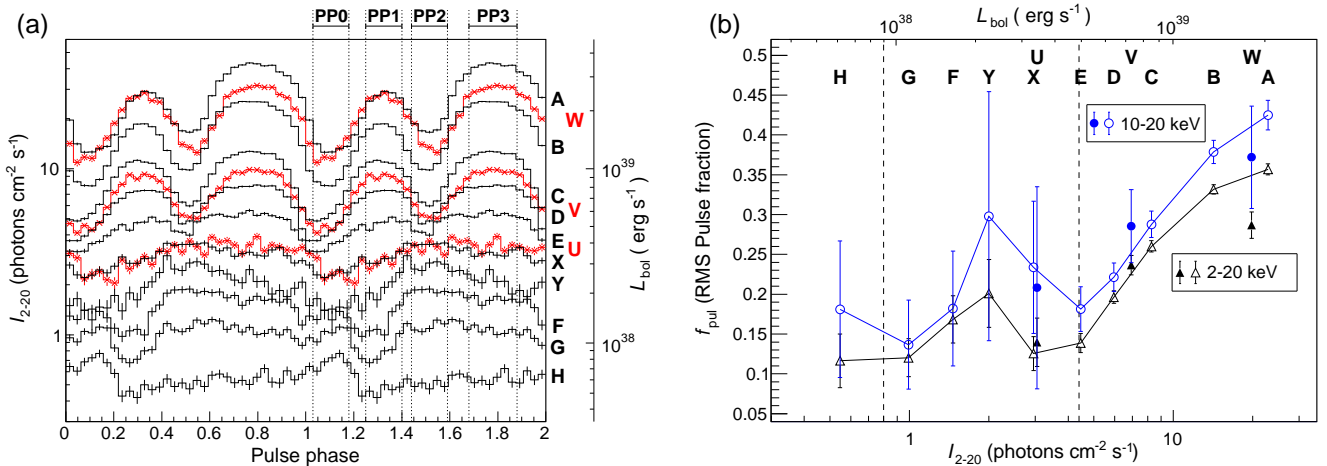 (a)
PP0 PP1 PP2 PP3
I2-20 (photons cm-2 s-1)
10
1
0 0.2 0.4 0.6 0.8 1 1.2 1.4 1.6 1.8 2
Pulse phase
A
W
B
C
D
V
E
U
X
Y
F
G
H
10^39
10^38
Lbol ( erg s-1)
(b)
Lbol ( erg s-1)
10^38 10^39
U V W
H G F Y X E D C B A
10-20 keV
2-20 keV
fpul (RMS Pulse fraction)
0.5
0.45
0.4
0.35
0.3
0.25
0.2
0.15
0.1
0.05
1 10
I2-20 (photons cm-2 s-1)